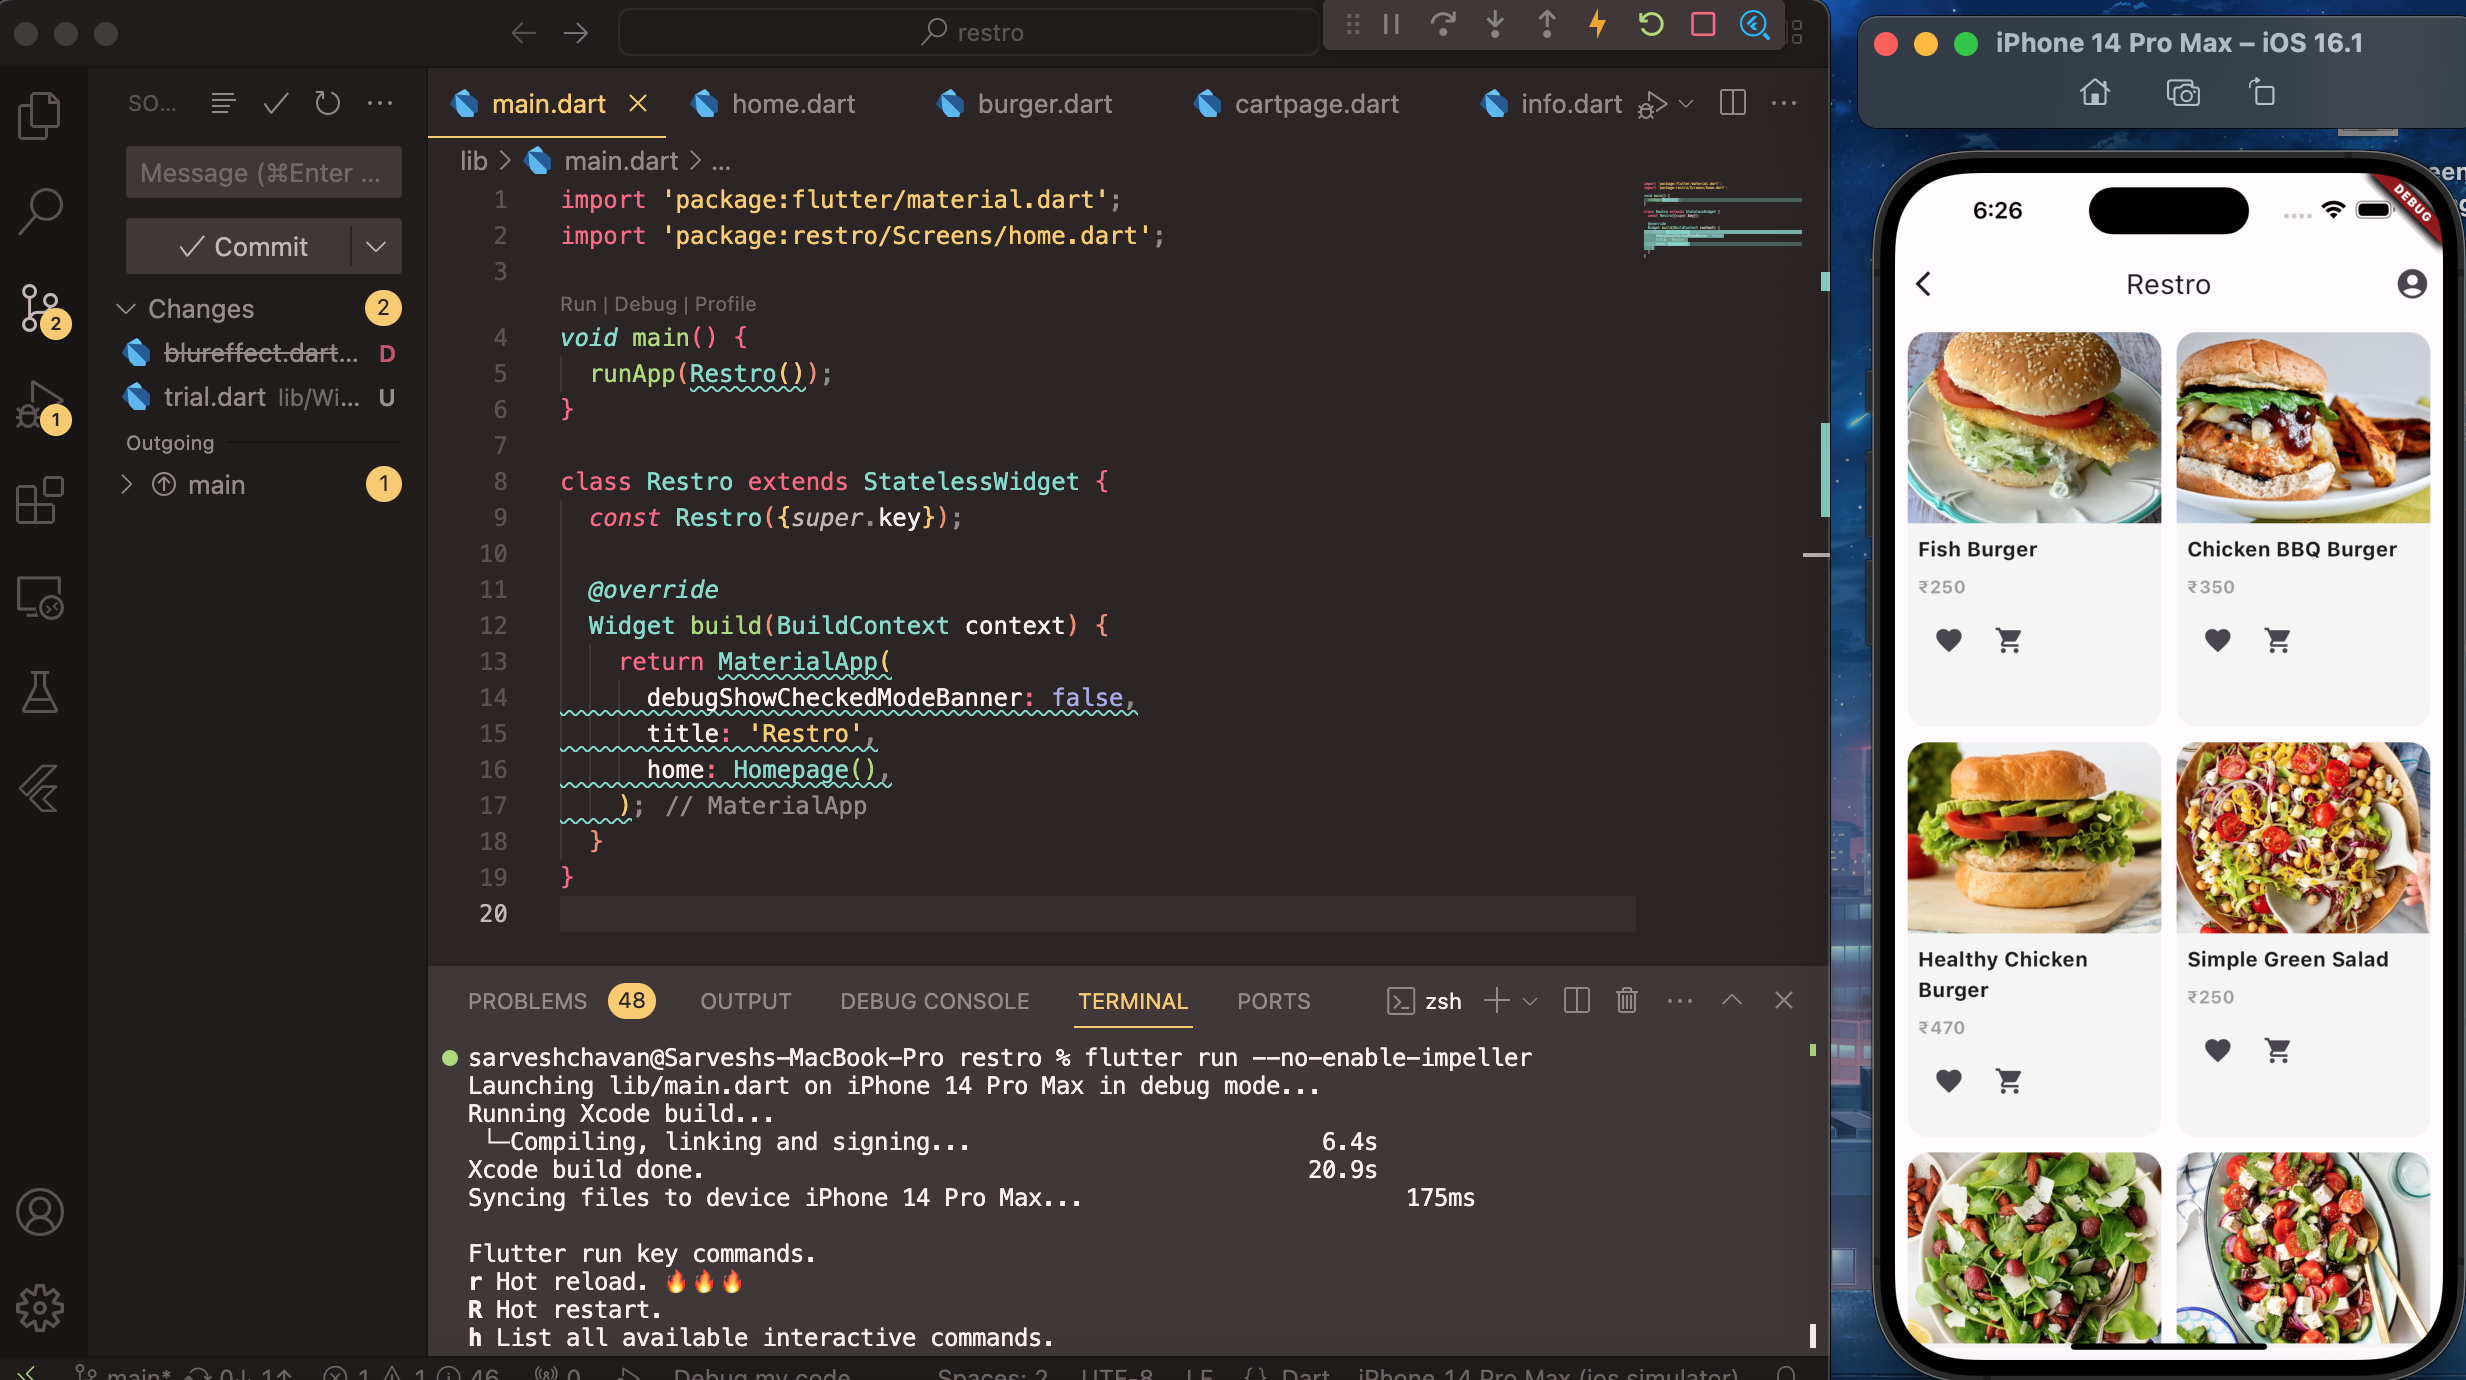 restro
SO...
Message (⌘Enter ...
Commit
Changes
2
blureffect.dart... D
trial.dart lib/Wi... U
Outgoing
main 1
2
1
main.dart
home.dart
burger.dart
cartpage.dart
info.dart
lib > main.dart > ...
1 import 'package:flutter/material.dart';
2 import 'package:restro/Screens/home.dart';
3
Run | Debug | Profile
4 void main() {
5 runApp(Restro());
6 }
7
8 class Restro extends StatelessWidget {
9 const Restro({super.key});
10
11 @override
12 Widget build(BuildContext context) {
13 return MaterialApp(
14 debugShowCheckedModeBanner: false,
15 title: 'Restro',
16 home: Homepage(),
17 ); // MaterialApp
18 }
19 }
20
PROBLEMS 48 OUTPUT DEBUG CONSOLE TERMINAL PORTS zsh
sarveshchavan@Sarveshs-MacBook-Pro restro % flutter run --no-enable-impeller
Launching lib/main.dart on iPhone 14 Pro Max in debug mode...
Running Xcode build...
└─Compiling, linking and signing... 6.4s
Xcode build done. 20.9s
Syncing files to device iPhone 14 Pro Max... 175ms
Flutter run key commands.
r Hot reload. 🔥🔥🔥
R Hot restart.
h List all available interactive commands.
main* 0↓ 1↑ 1 1 46 0 Debug my code Spaces: 2 UTF-8 LF {} Dart iPhone 14 Pro Max (ios simulator)
iPhone 14 Pro Max – iOS 16.1
6:26
DEBUG
Restro
Fish Burger
₹250
Chicken BBQ Burger
₹350
Healthy Chicken
Burger
₹470
Simple Green Salad
₹250